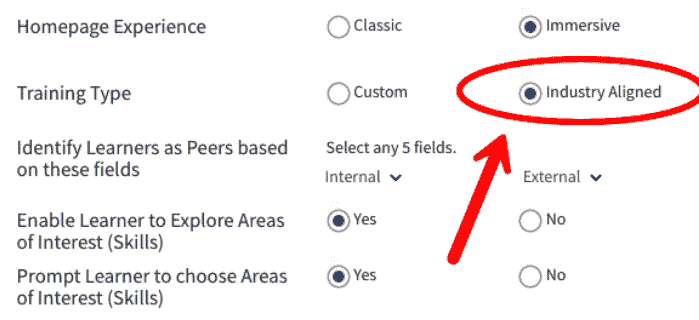 Homepage Experience Classic Immersive
Training Type Custom Industry Aligned
Identify Learners as Peers based
on these fields
Select any 5 fields.
Internal External
Enable Learner to Explore Areas
of Interest (Skills)
Yes No
Prompt Learner to choose Areas
of Interest (Skills)
Yes No